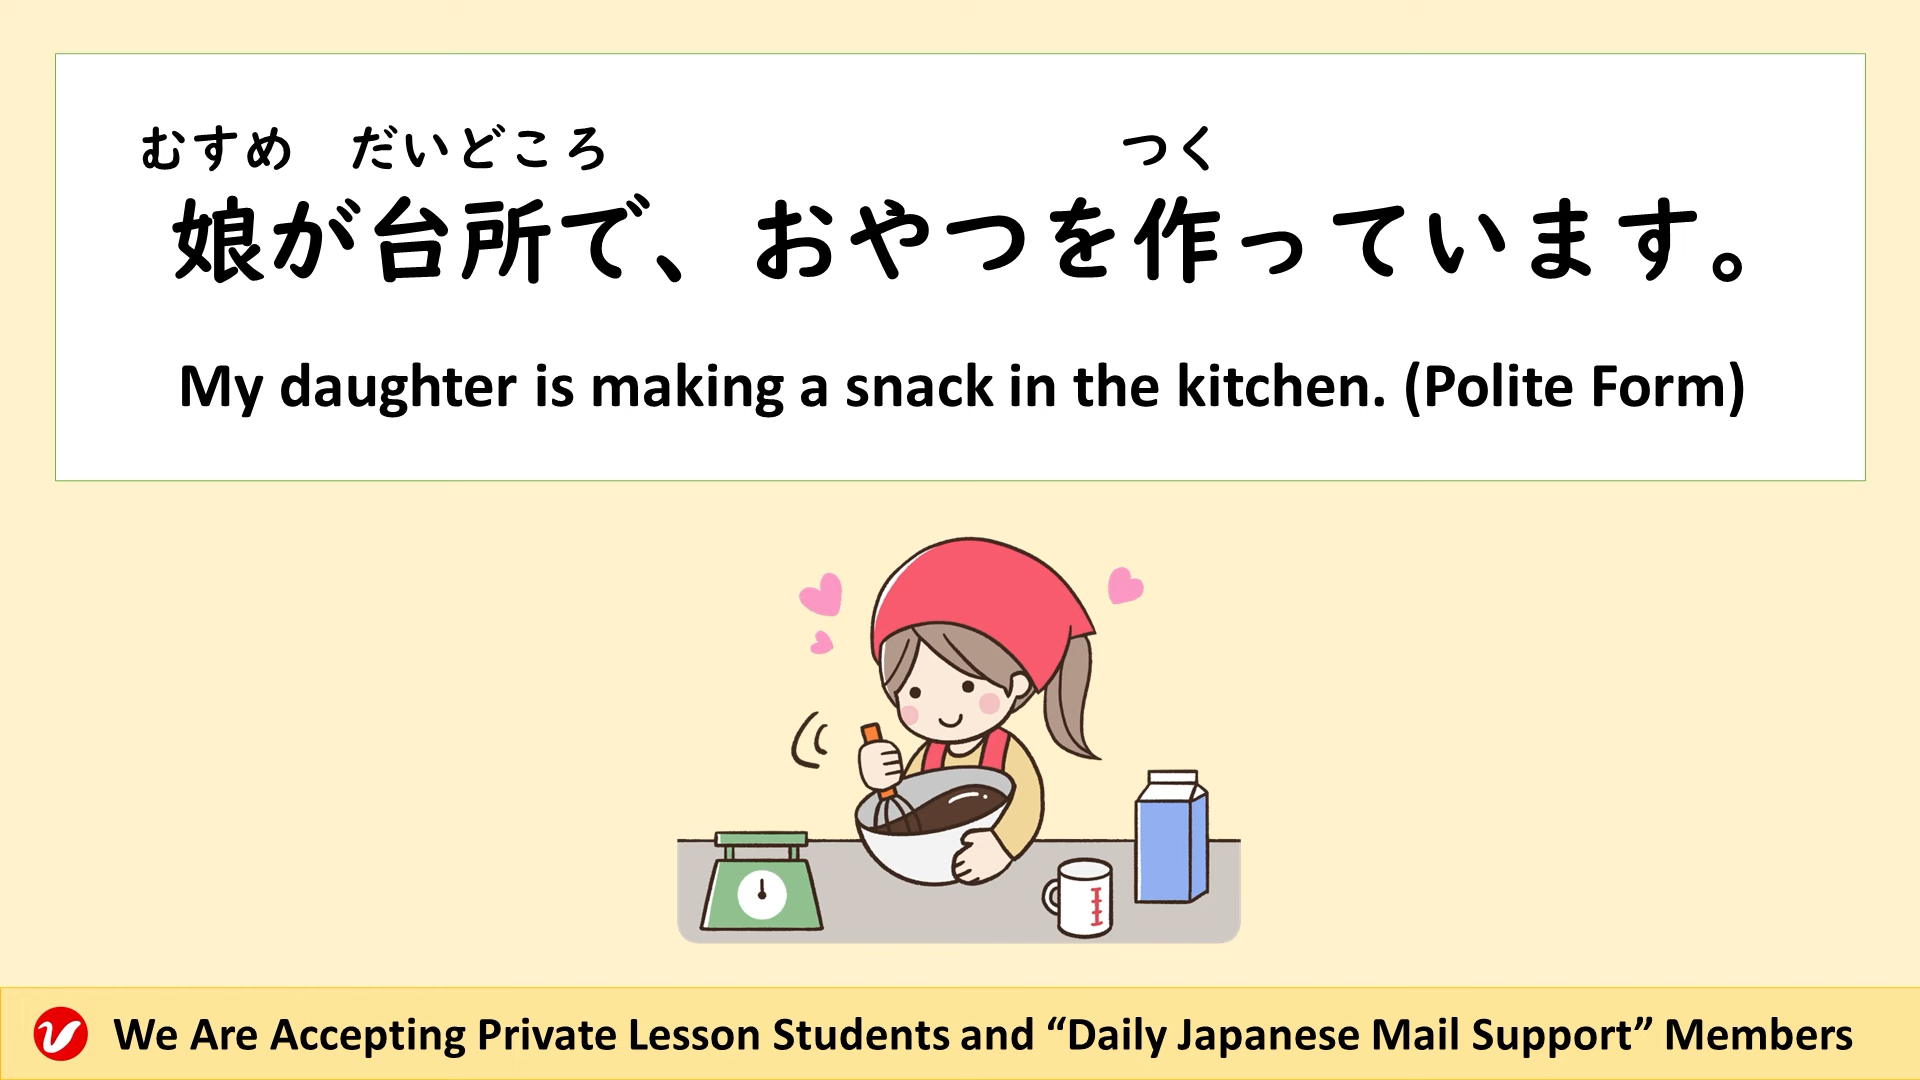 むすめ だいどころ つく
娘が台所で、おやつを作っています。
My daughter is making a snack in the kitchen. (Polite Form)
We Are Accepting Private Lesson Students and “Daily Japanese Mail Support” Members